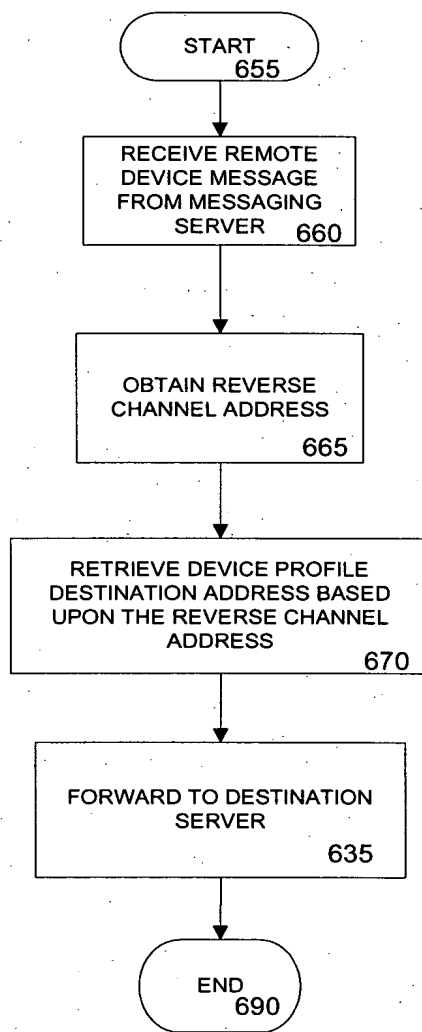 START
655
RECEIVE REMOTE
DEVICE MESSAGE
FROM MESSAGING
SERVER
660
OBTAIN REVERSE
CHANNEL ADDRESS
665
RETRIEVE DEVICE PROFILE
DESTINATION ADDRESS BASED
UPON THE REVERSE CHANNEL
ADDRESS
670
FORWARD TO DESTINATION
SERVER
635
END
690